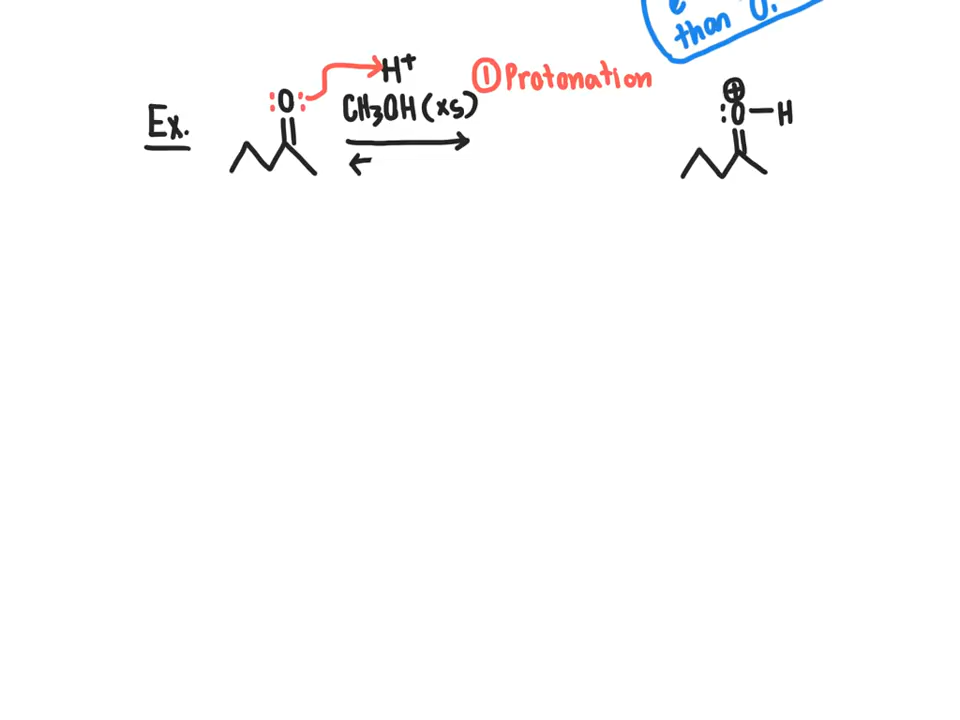 e
than O.
H+
① Protonation
Ex.
:O:
CH3OH (xs)
⊕
:O—H